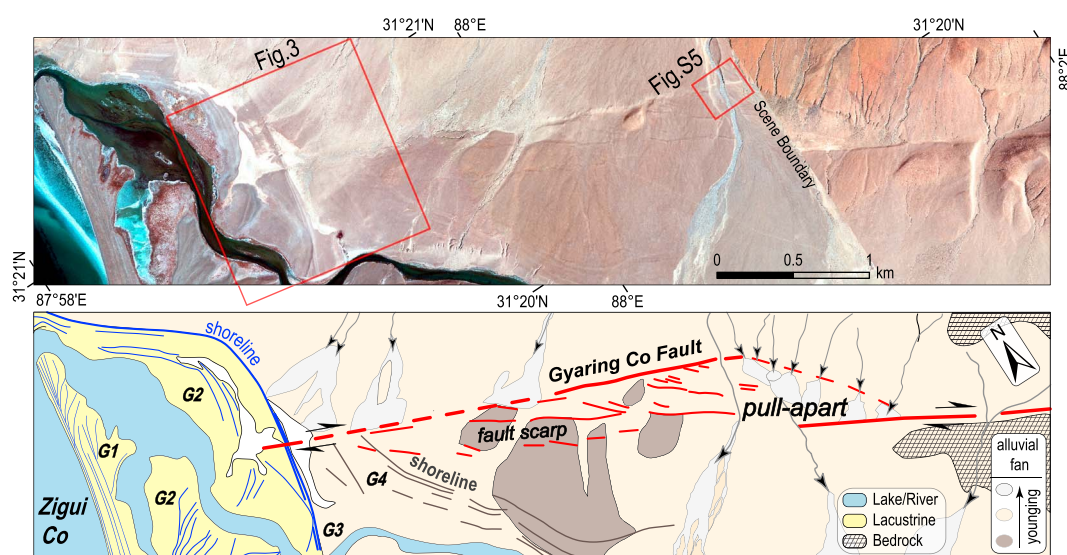 31°21'N
88°E
31°20'N
88°2'E
Fig.3
Fig.S5
Scene Boundary
0
0.5
1
km
31°21'N
87°58'E
31°20'N
88°E
shoreline
N
Gyaring Co Fault
G2
pull-apart
fault scarp
G1
shoreline
G4
alluvial
fan
younging
G2
Zigui
Co
G3
Lake/River
Lacustrine
Bedrock